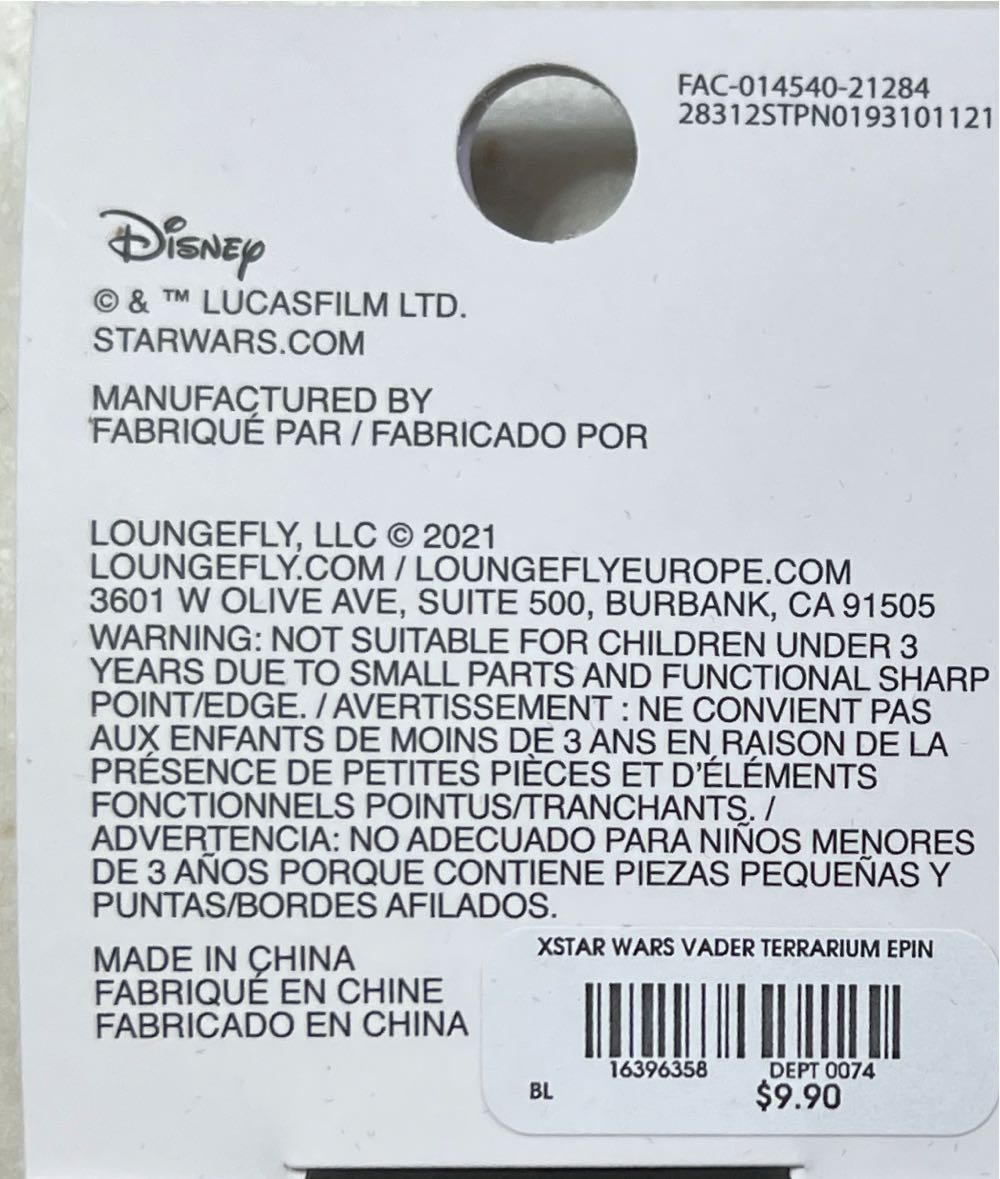 FAC-014540-21284
28312STPN0193101121
Disney
© & ™ LUCASFILM LTD.
STARWARS.COM
MANUFACTURED BY
FABRIQUÉ PAR / FABRICADO POR
LOUNGEFLY, LLC © 2021
LOUNGEFLY.COM / LOUNGEFLYEUROPE.COM
3601 W OLIVE AVE, SUITE 500, BURBANK, CA 91505
WARNING: NOT SUITABLE FOR CHILDREN UNDER 3
YEARS DUE TO SMALL PARTS AND FUNCTIONAL SHARP
POINT/EDGE. / AVERTISSEMENT : NE CONVIENT PAS
AUX ENFANTS DE MOINS DE 3 ANS EN RAISON DE LA
PRÉSENCE DE PETITES PIÈCES ET D'ÉLÉMENTS
FONCTIONNELS POINTUS/TRANCHANTS. /
ADVERTENCIA: NO ADECUADO PARA NIÑOS MENORES
DE 3 AÑOS PORQUE CONTIENE PIEZAS PEQUEÑAS Y
PUNTAS/BORDES AFILADOS.
MADE IN CHINA
FABRIQUÉ EN CHINE
FABRICADO EN CHINA
XSTAR WARS VADER TERRARIUM EPIN
16396358 DEPT 0074
BL $9.90